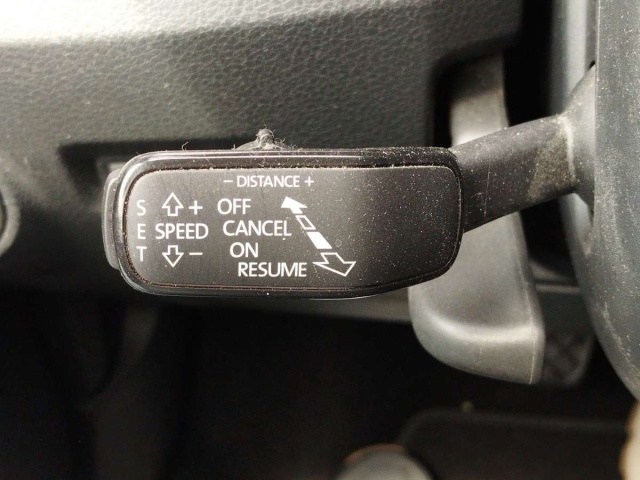 − DISTANCE +
S + OFF
E SPEED CANCEL
T − ON
RESUME